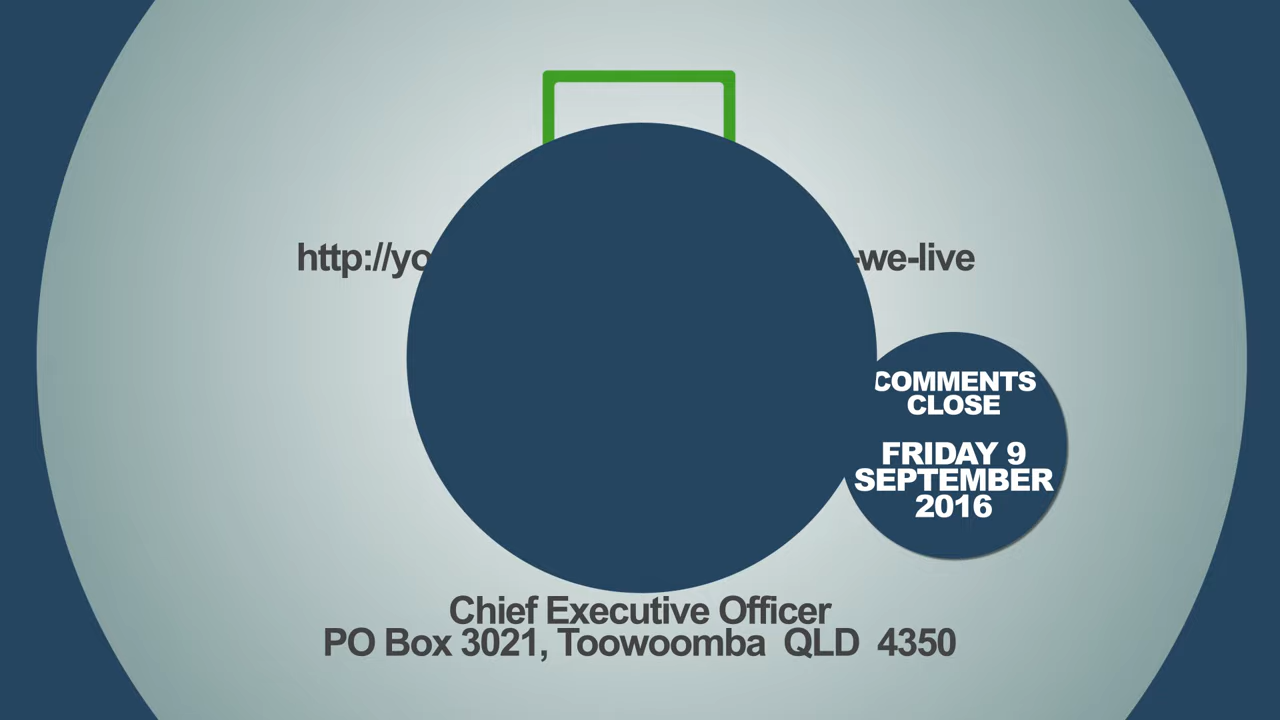 http://yo
-we-live
COMMENTS
CLOSE
FRIDAY 9
SEPTEMBER
2016
Chief Executive Officer
PO Box 3021, Toowoomba QLD 4350